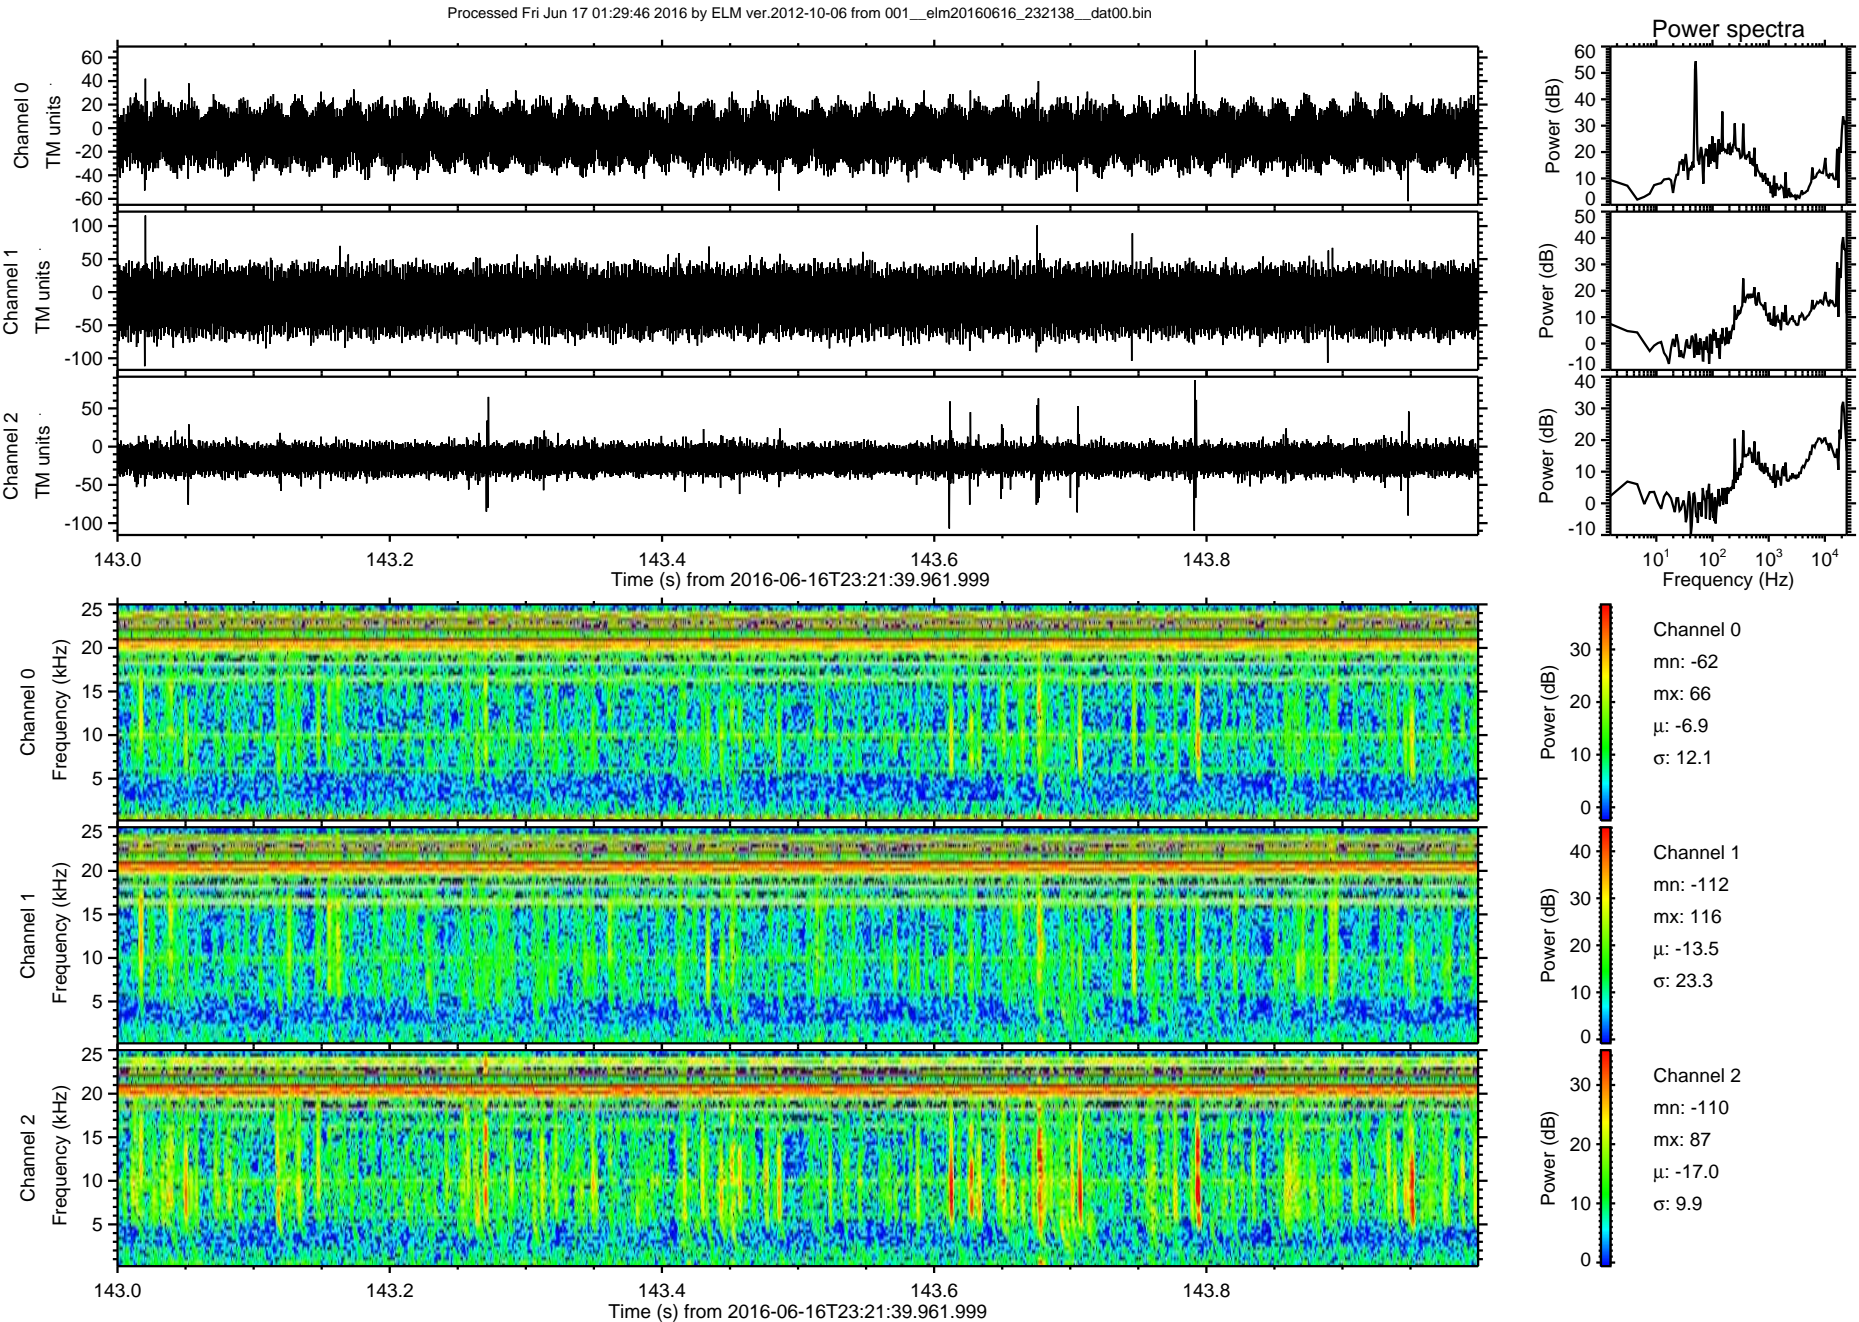 Processed Fri Jun 17 01:29:46 2016 by ELM ver.2012-10-06 from 001__elm20160616_232138__dat00.bin
Power spectra
Channel 0
TM units
60
40
20
0
-20
-40
-60
Power (dB)
60
50
40
30
20
10
0
Channel 1
TM units
100
50
0
-50
-100
Power (dB)
50
40
30
20
10
0
-10
Channel 2
TM units
50
0
-50
-100
Power (dB)
40
30
20
10
0
-10
143.0 143.2 143.4 143.6 143.8
Time (s) from 2016-06-16T23:21:39.961.999
10^1 10^2 10^3 10^4
Frequency (Hz)
Channel 0
Frequency (kHz)
25
20
15
10
5
Power (dB)
30
20
10
0
Channel 0
mn: -62
mx: 66
μ: -6.9
σ: 12.1
Channel 1
Frequency (kHz)
25
20
15
10
5
Power (dB)
40
30
20
10
0
Channel 1
mn: -112
mx: 116
μ: -13.5
σ: 23.3
Channel 2
Frequency (kHz)
25
20
15
10
5
Power (dB)
30
20
10
0
Channel 2
mn: -110
mx: 87
μ: -17.0
σ: 9.9
143.0 143.2 143.4 143.6 143.8
Time (s) from 2016-06-16T23:21:39.961.999